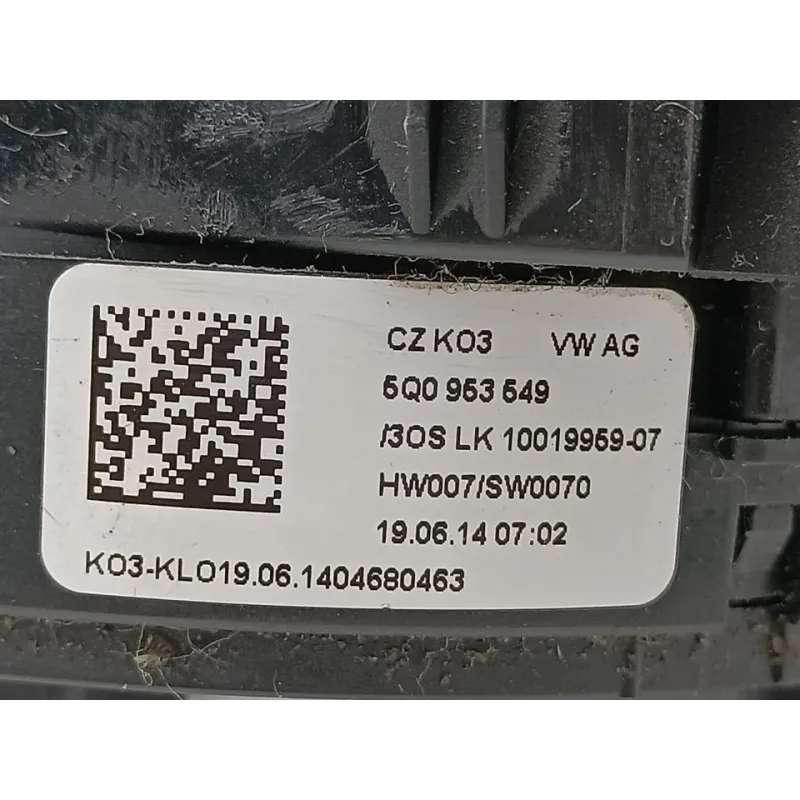 CZ KO3 VW AG
5Q0 953 549
/3OS LK 10019959-07
HW007/SW0070
19.06.14 07:02
KO3-KLO19.06.1404680463